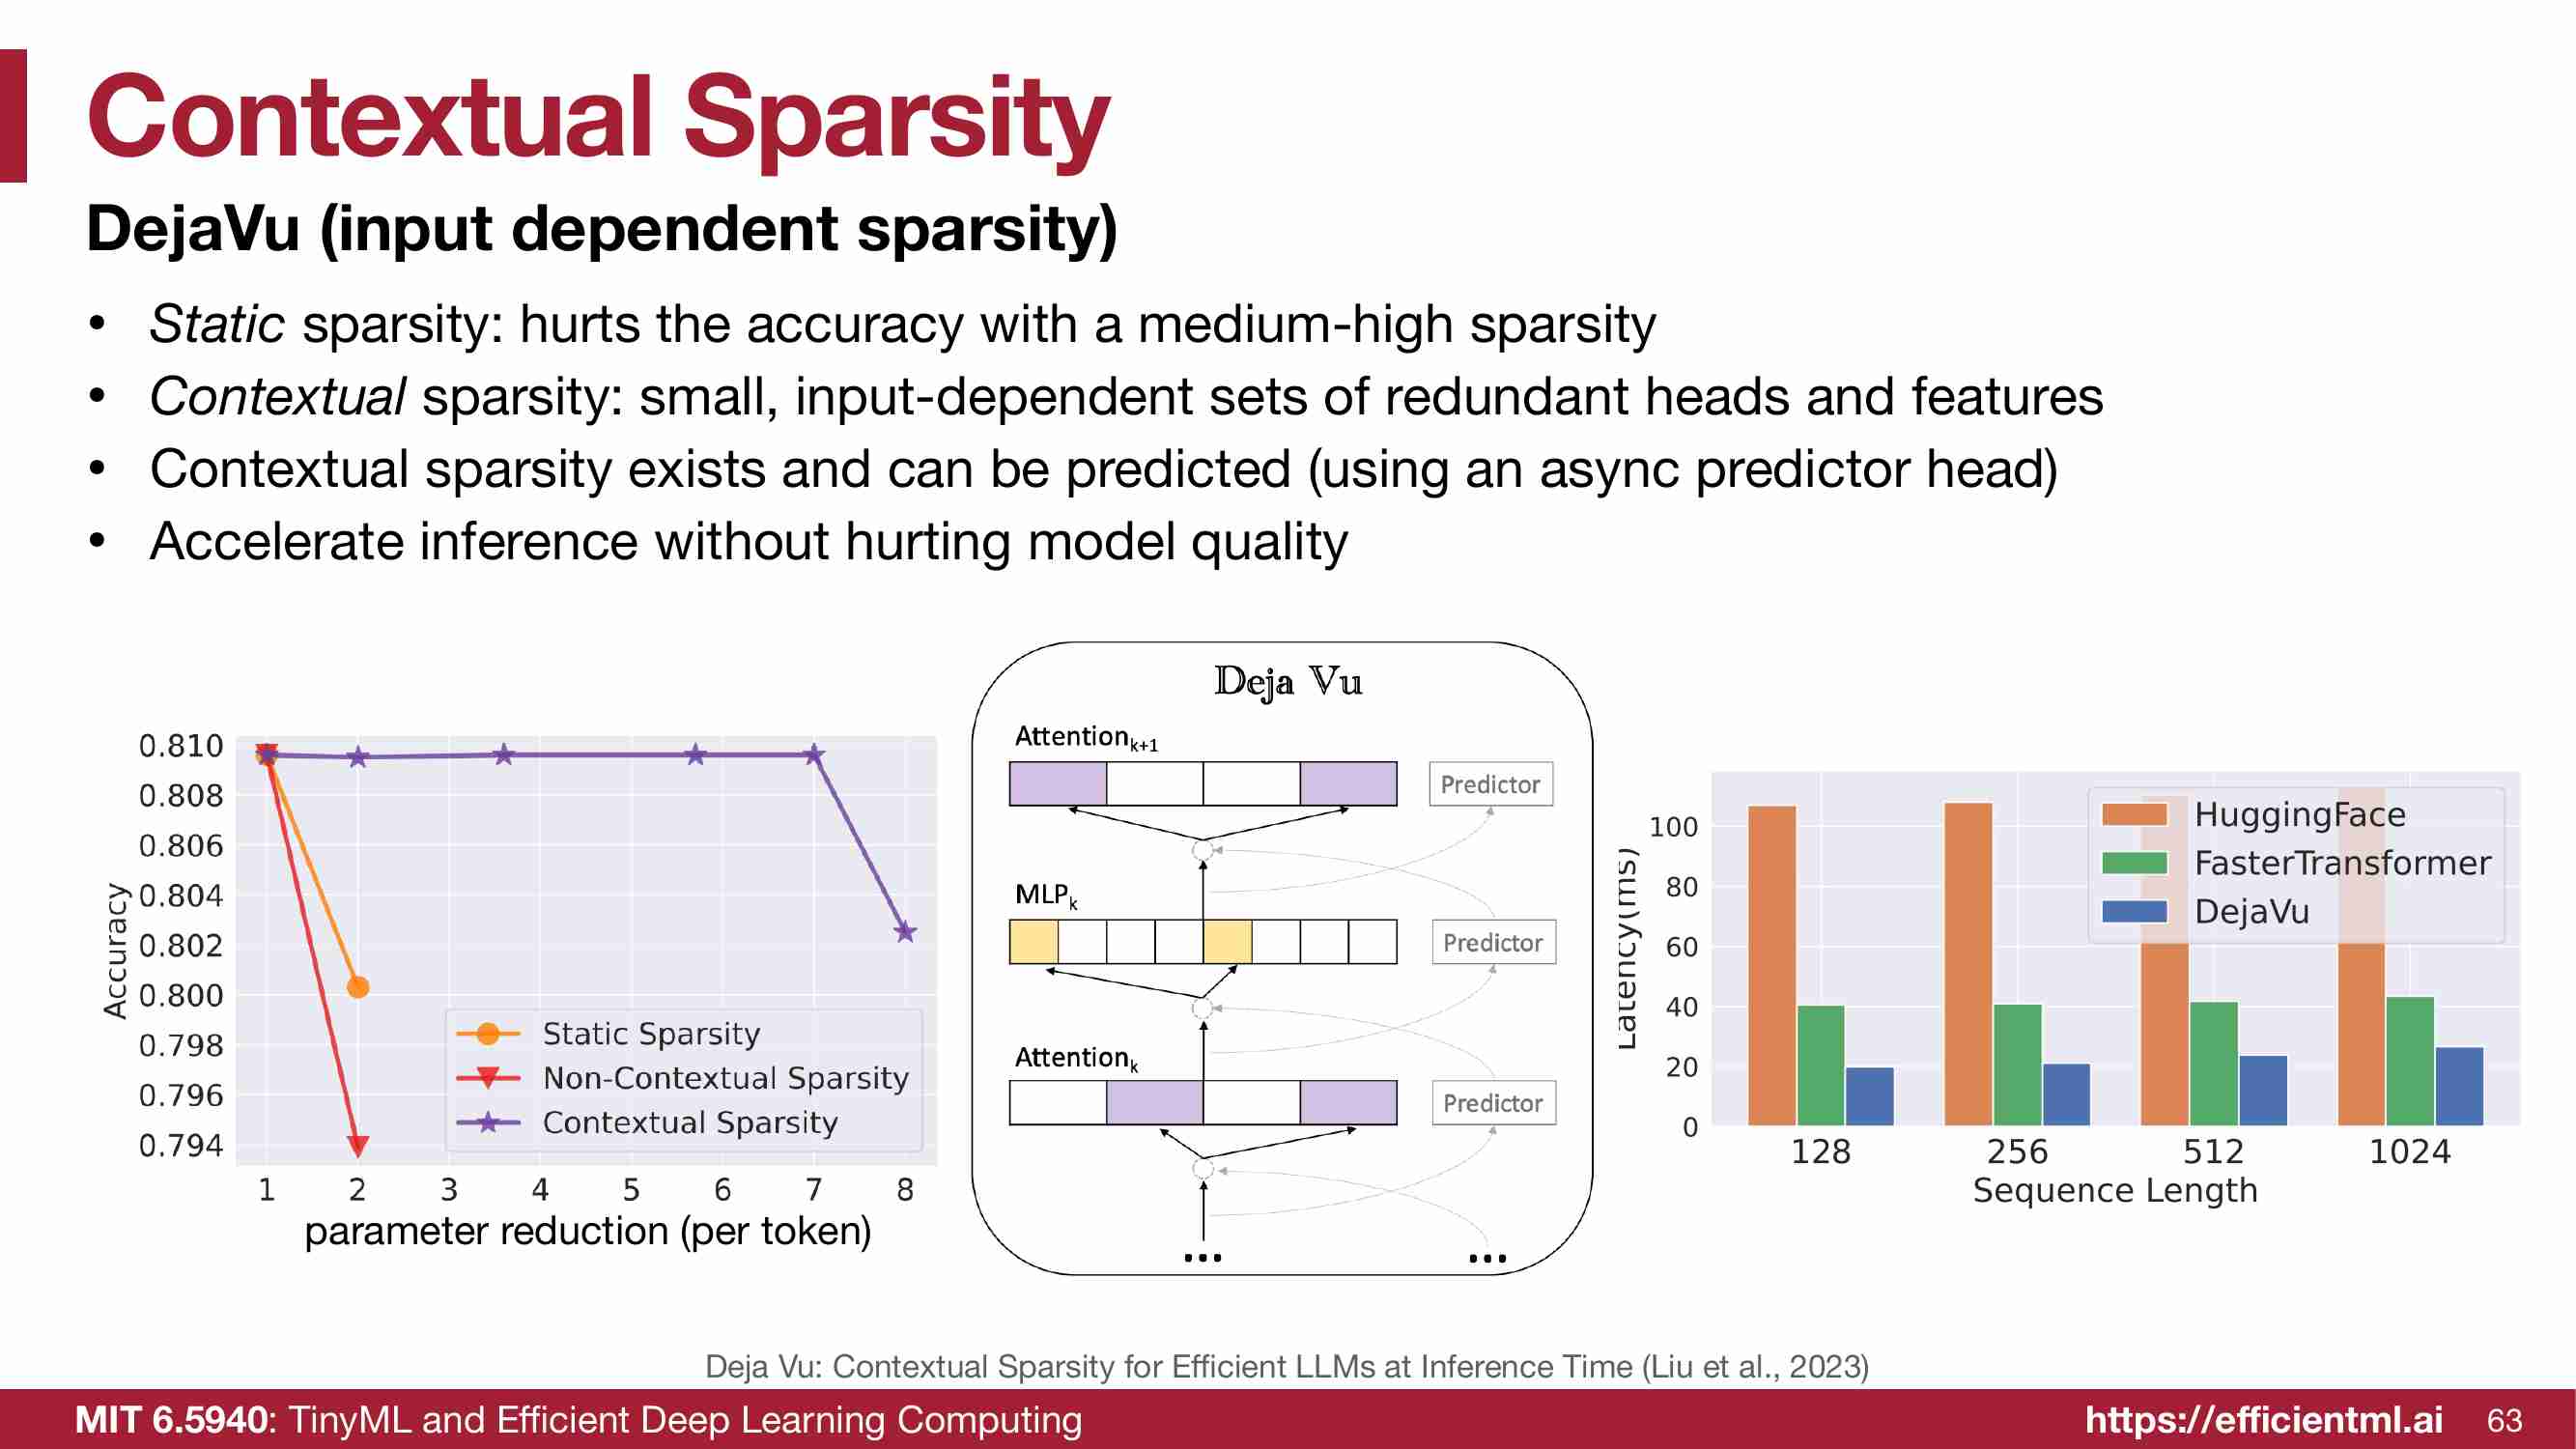 Contextual Sparsity
DejaVu (input dependent sparsity)
• Static sparsity: hurts the accuracy with a medium-high sparsity
• Contextual sparsity: small, input-dependent sets of redundant heads and features
• Contextual sparsity exists and can be predicted (using an async predictor head)
• Accelerate inference without hurting model quality
0.810
0.808
0.806
0.804
0.802
0.800
0.798
0.796
0.794
Accuracy
Static Sparsity
Non-Contextual Sparsity
Contextual Sparsity
1 2 3 4 5 6 7 8
parameter reduction (per token)
Deja Vu
Attentionk+1
Predictor
MLPk
Predictor
Attentionk
Predictor
... ...
Latency(ms)
100
80
60
40
20
0
HuggingFace
FasterTransformer
DejaVu
128 256 512 1024
Sequence Length
Deja Vu: Contextual Sparsity for Efficient LLMs at Inference Time (Liu et al., 2023)
MIT 6.5940: TinyML and Efficient Deep Learning Computing
https://efficientml.ai 63